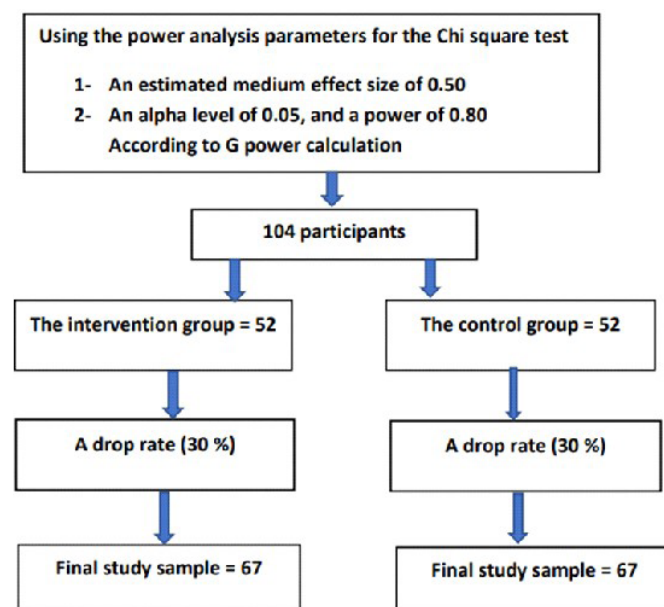 Using the power analysis parameters for the Chi square test
1- An estimated medium effect size of 0.50
2- An alpha level of 0.05, and a power of 0.80
According to G power calculation
104 participants
The intervention group = 52
The control group = 52
A drop rate (30 %)
A drop rate (30 %)
Final study sample = 67
Final study sample = 67